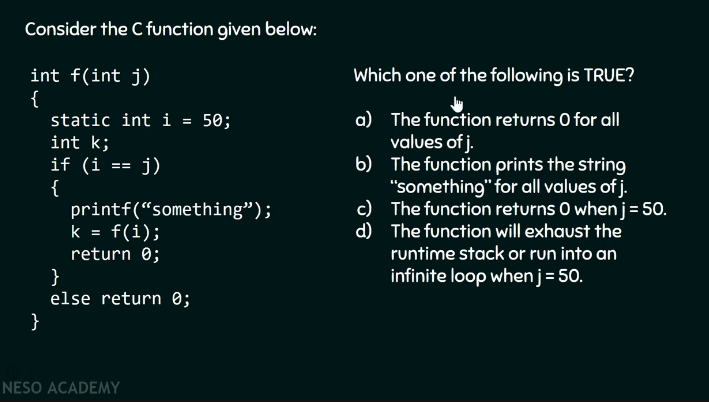 Consider the C function given below:
int f(int j)
{
static int i = 50;
int k;
if (i == j)
{
printf(“something”);
k = f(i);
return 0;
}
else return 0;
}
Which one of the following is TRUE?
a) The function returns 0 for all
values of j.
b) The function prints the string
“something” for all values of j.
c) The function returns 0 when j = 50.
d) The function will exhaust the
runtime stack or run into an
infinite loop when j = 50.
NESO ACADEMY